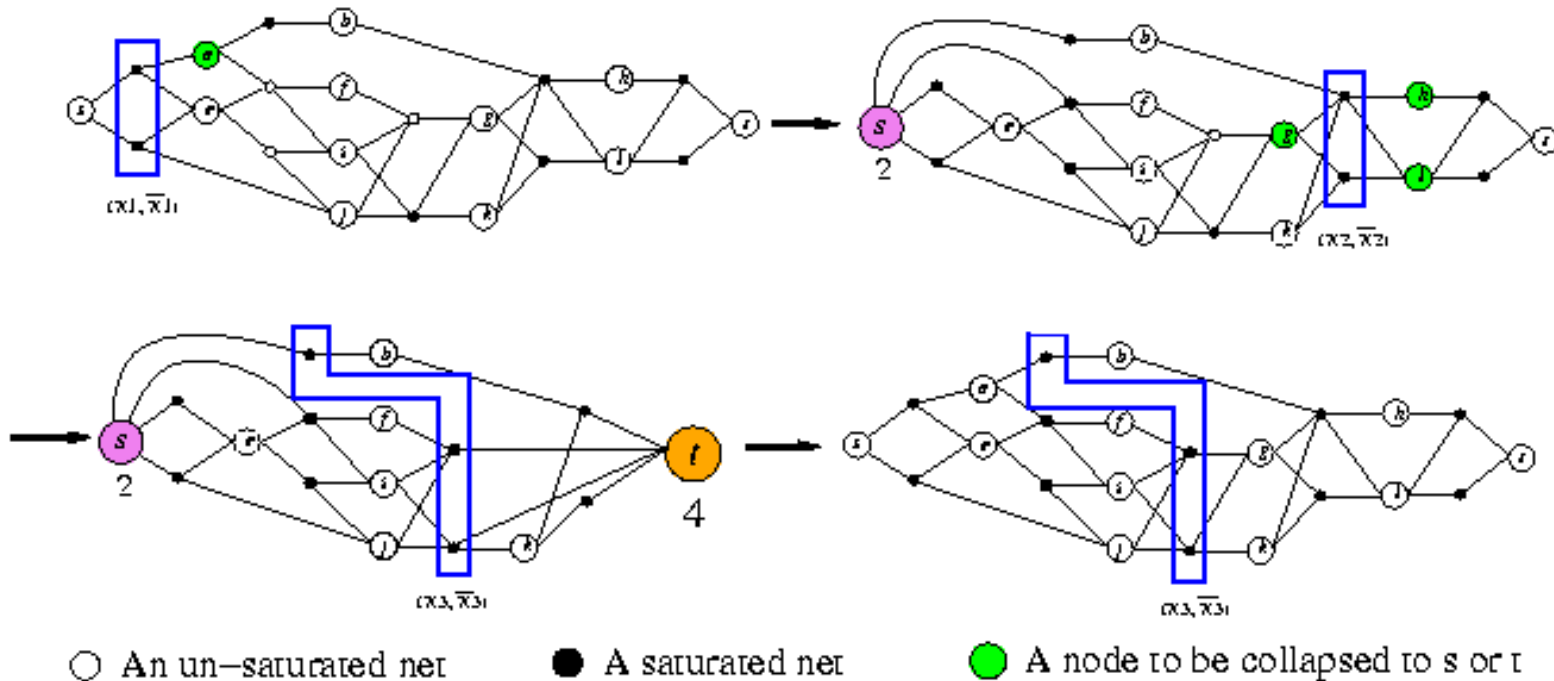 a b e f g h i j k l s t
(X1, X̅1)
S 2 b e f g h i j k l t
(X2, X̅2)
S 2 b e f i j k t 4
(X3, X̅3)
s a b e f g h i j k l t
(X3, X̅3)
An un-saturated net
A saturated net
A node to be collapsed to s or t